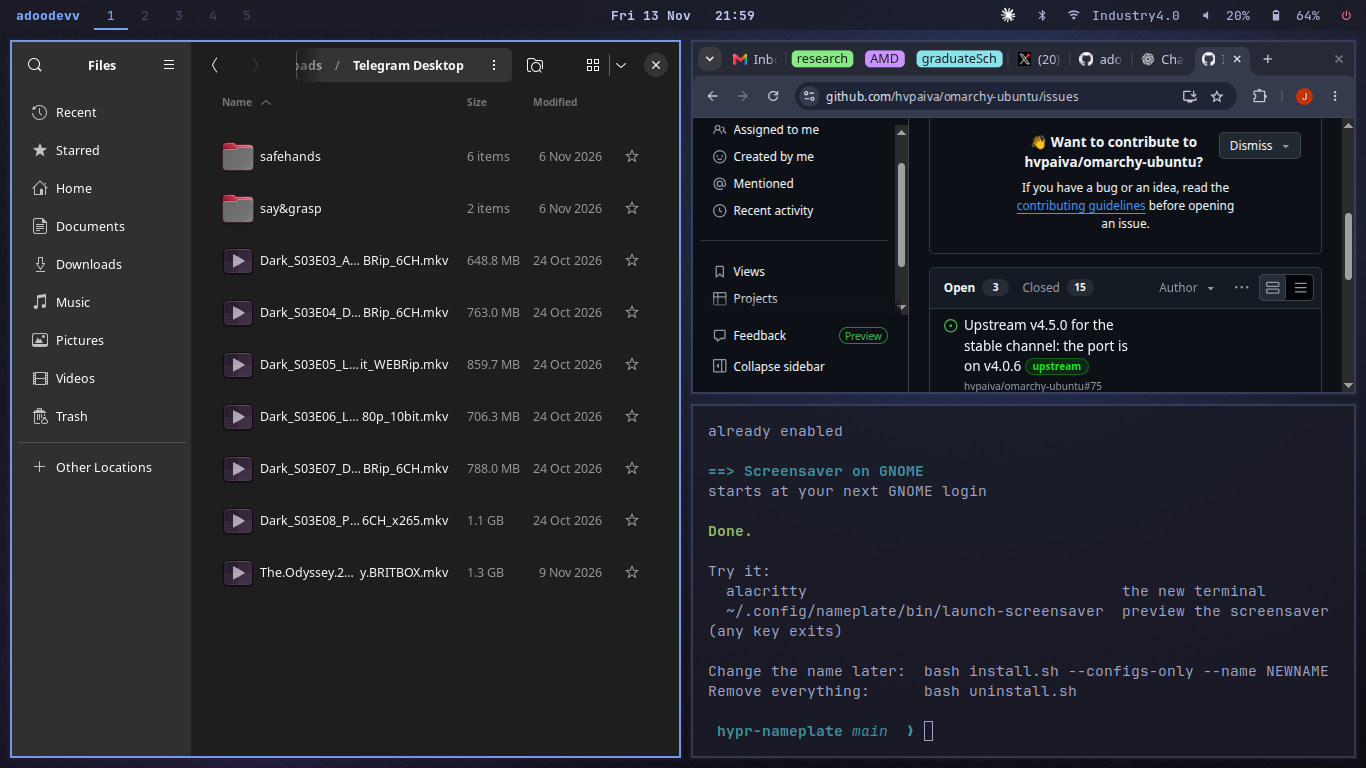 adoodevv 1 2 3 4 5 Fri 13 Nov 21:59 Industry4.0 20% 64%
Files
Recent
Starred
Home
Documents
Downloads
Music
Pictures
Videos
Trash
Other Locations
oads / Telegram Desktop
Name Size Modified
safehands 6 items 6 Nov 2026
say&grasp 2 items 6 Nov 2026
Dark_S03E03_A… BRip_6CH.mkv 648.8 MB 24 Oct 2026
Dark_S03E04_D… BRip_6CH.mkv 763.0 MB 24 Oct 2026
Dark_S03E05_L…it_WEBRip.mkv 859.7 MB 24 Oct 2026
Dark_S03E06_L… 80p_10bit.mkv 706.3 MB 24 Oct 2026
Dark_S03E07_D… BRip_6CH.mkv 788.0 MB 24 Oct 2026
Dark_S03E08_P… 6CH_x265.mkv 1.1 GB 24 Oct 2026
The.Odyssey.2… y.BRITBOX.mkv 1.3 GB 9 Nov 2026
Inb research AMD graduateSch X (20) ado Cha
github.com/hvpaiva/omarchy-ubuntu/issues J
Assigned to me
Created by me
Mentioned
Recent activity
Views
Projects
Feedback Preview
Collapse sidebar
👋 Want to contribute to
hvpaiva/omarchy-ubuntu?
Dismiss
If you have a bug or an idea, read the
contributing guidelines before opening
an issue.
Open 3 Closed 15 Author
Upstream v4.5.0 for the
stable channel: the port is
on v4.0.6 upstream
hvpaiva/omarchy-ubuntu#75
already enabled
==> Screensaver on GNOME
starts at your next GNOME login
Done.
Try it:
alacritty the new terminal
~/.config/nameplate/bin/launch-screensaver preview the screensaver
(any key exits)
Change the name later: bash install.sh --configs-only --name NEWNAME
Remove everything: bash uninstall.sh
hypr-nameplate main ❯